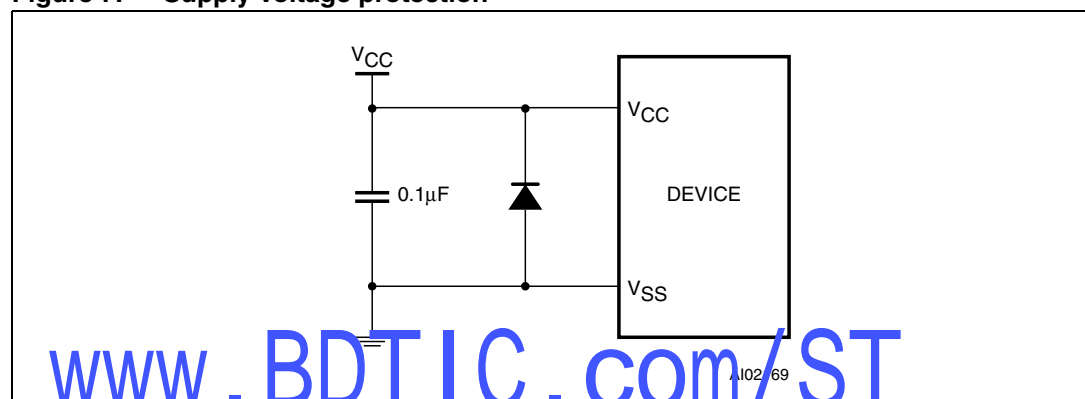 Supply voltage protection
VCC
VCC
0.1μF
DEVICE
VSS
www.BDTIC.com/ST